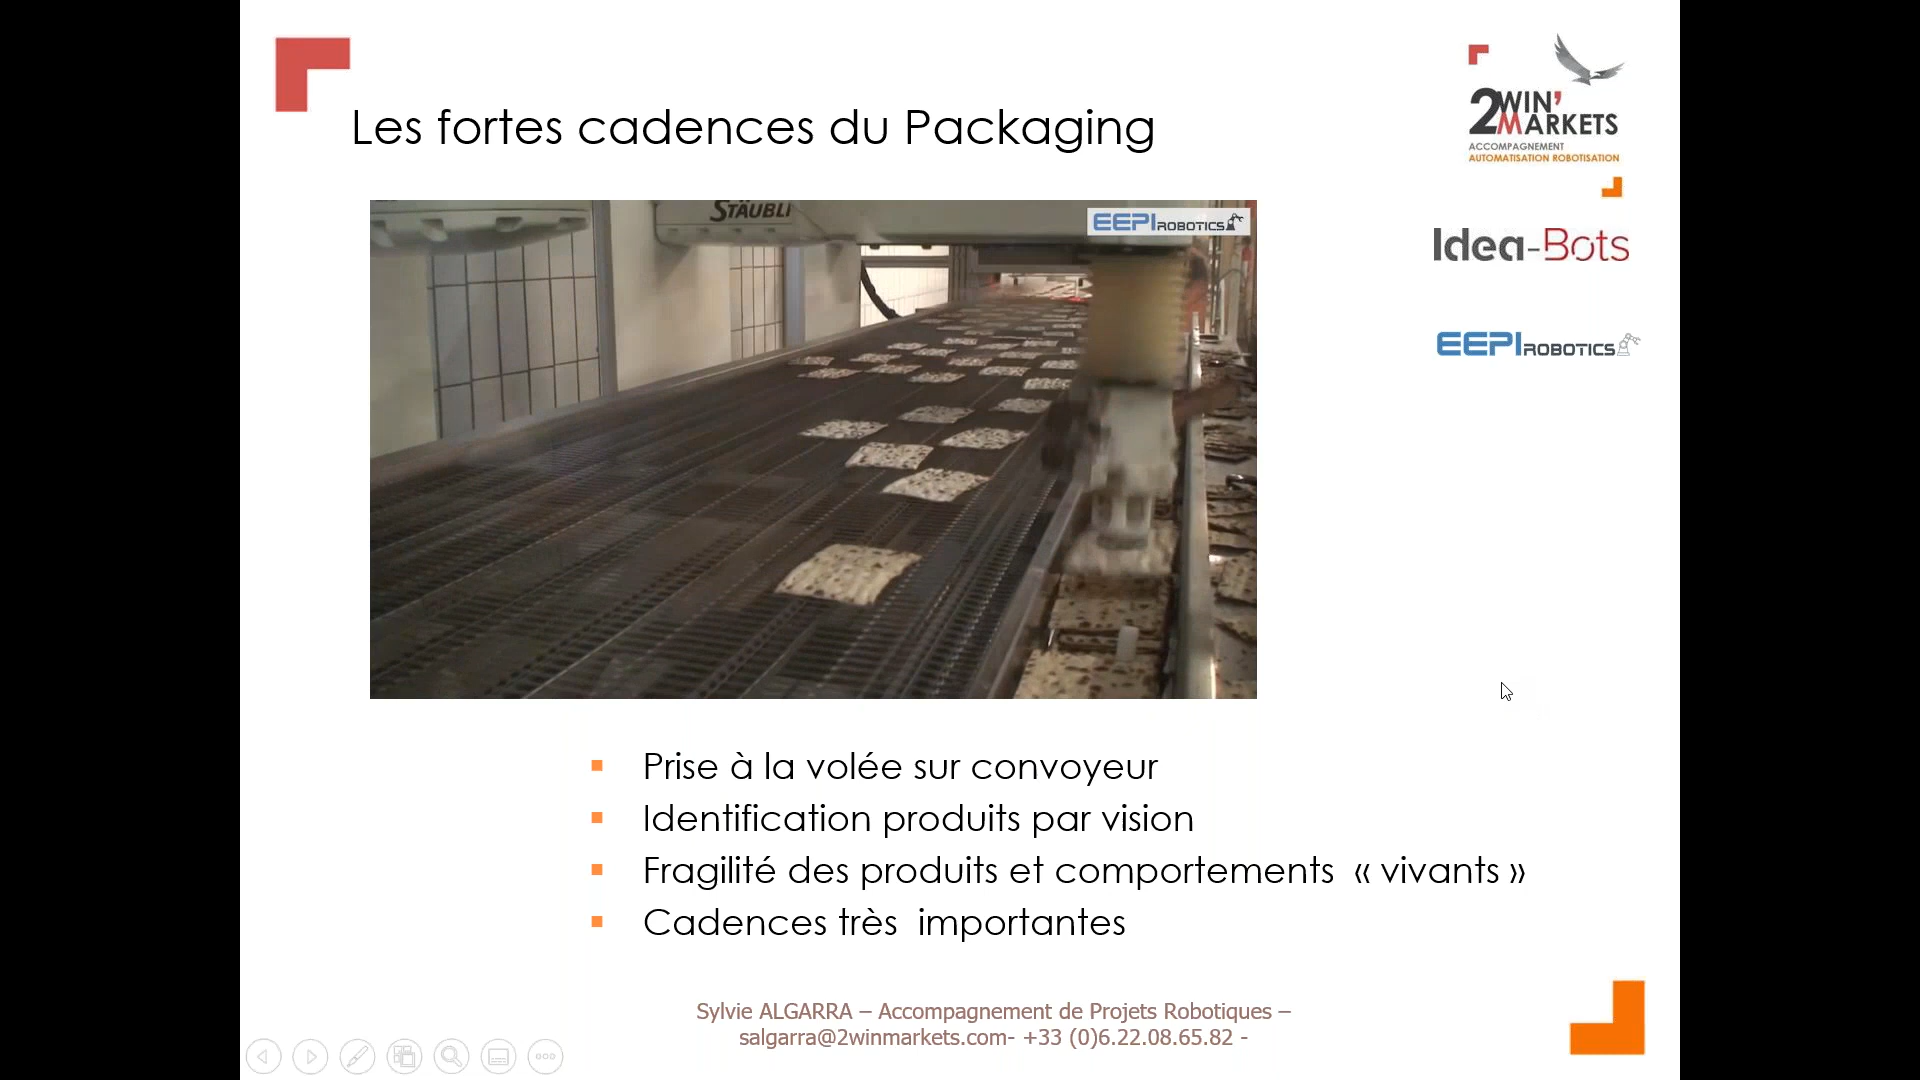 Les fortes cadences du Packaging
2WIN'
MARKETS
ACCOMPAGNEMENT
AUTOMATISATION ROBOTISATION
STÄUBLI
EEPI ROBOTICS
Idea-Bots
EEPI ROBOTICS
Prise à la volée sur convoyeur
Identification produits par vision
Fragilité des produits et comportements « vivants »
Cadences très importantes
Sylvie ALGARRA – Accompagnement de Projets Robotiques –
salgarra@2winmarkets.com- +33 (0)6.22.08.65.82 -